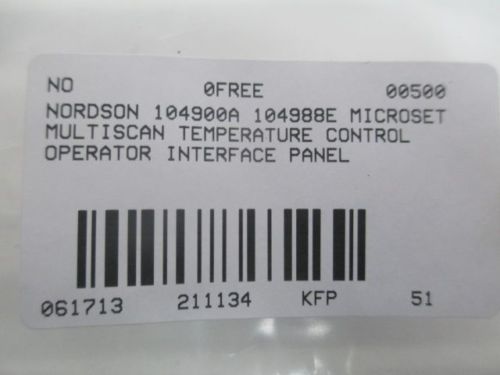 NO 0FREE 00500
NORDSON 104900A 104988E MICROSET
MULTISCAN TEMPERATURE CONTROL
OPERATOR INTERFACE PANEL
061713 211134 KFP 51